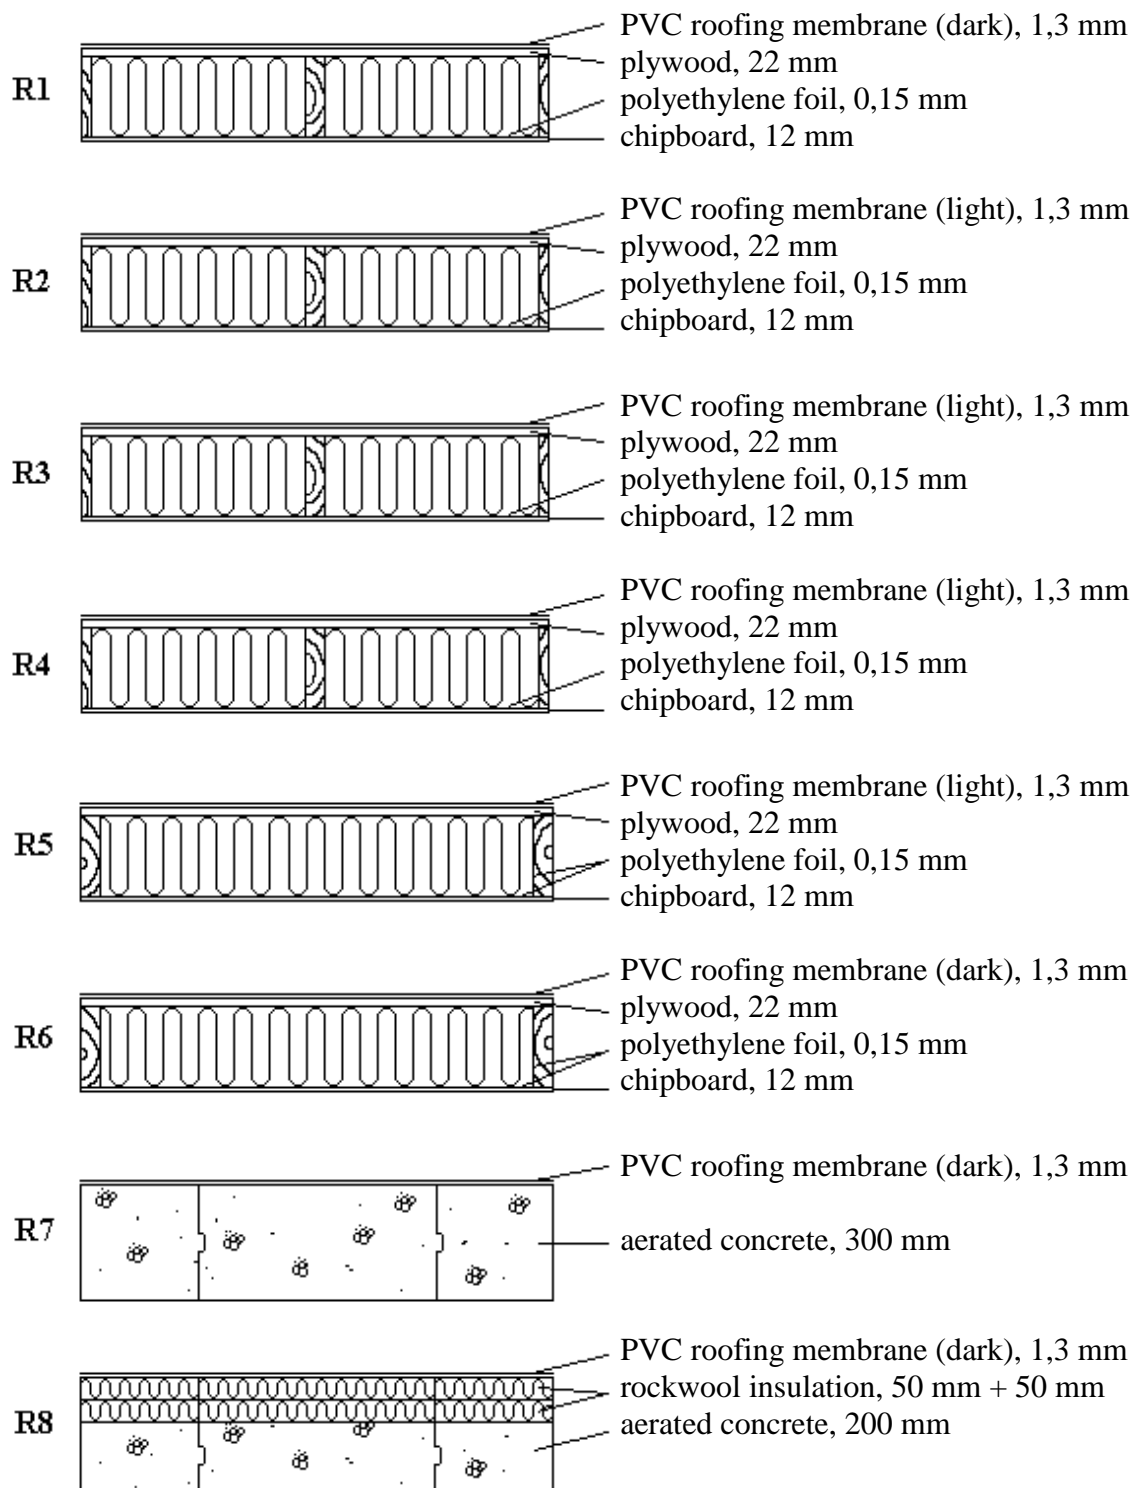 PVC roofing membrane (dark), 1,3 mm
plywood, 22 mm
R1
polyethylene foil, 0,15 mm
chipboard, 12 mm
PVC roofing membrane (light), 1,3 mm
plywood, 22 mm
R2
polyethylene foil, 0,15 mm
chipboard, 12 mm
PVC roofing membrane (light), 1,3 mm
plywood, 22 mm
R3
polyethylene foil, 0,15 mm
chipboard, 12 mm
PVC roofing membrane (light), 1,3 mm
plywood, 22 mm
R4
polyethylene foil, 0,15 mm
chipboard, 12 mm
PVC roofing membrane (light), 1,3 mm
plywood, 22 mm
R5
polyethylene foil, 0,15 mm
chipboard, 12 mm
PVC roofing membrane (dark), 1,3 mm
plywood, 22 mm
R6
polyethylene foil, 0,15 mm
chipboard, 12 mm
PVC roofing membrane (dark), 1,3 mm
R7
aerated concrete, 300 mm
PVC roofing membrane (dark), 1,3 mm
rockwool insulation, 50 mm + 50 mm
R8
aerated concrete, 200 mm